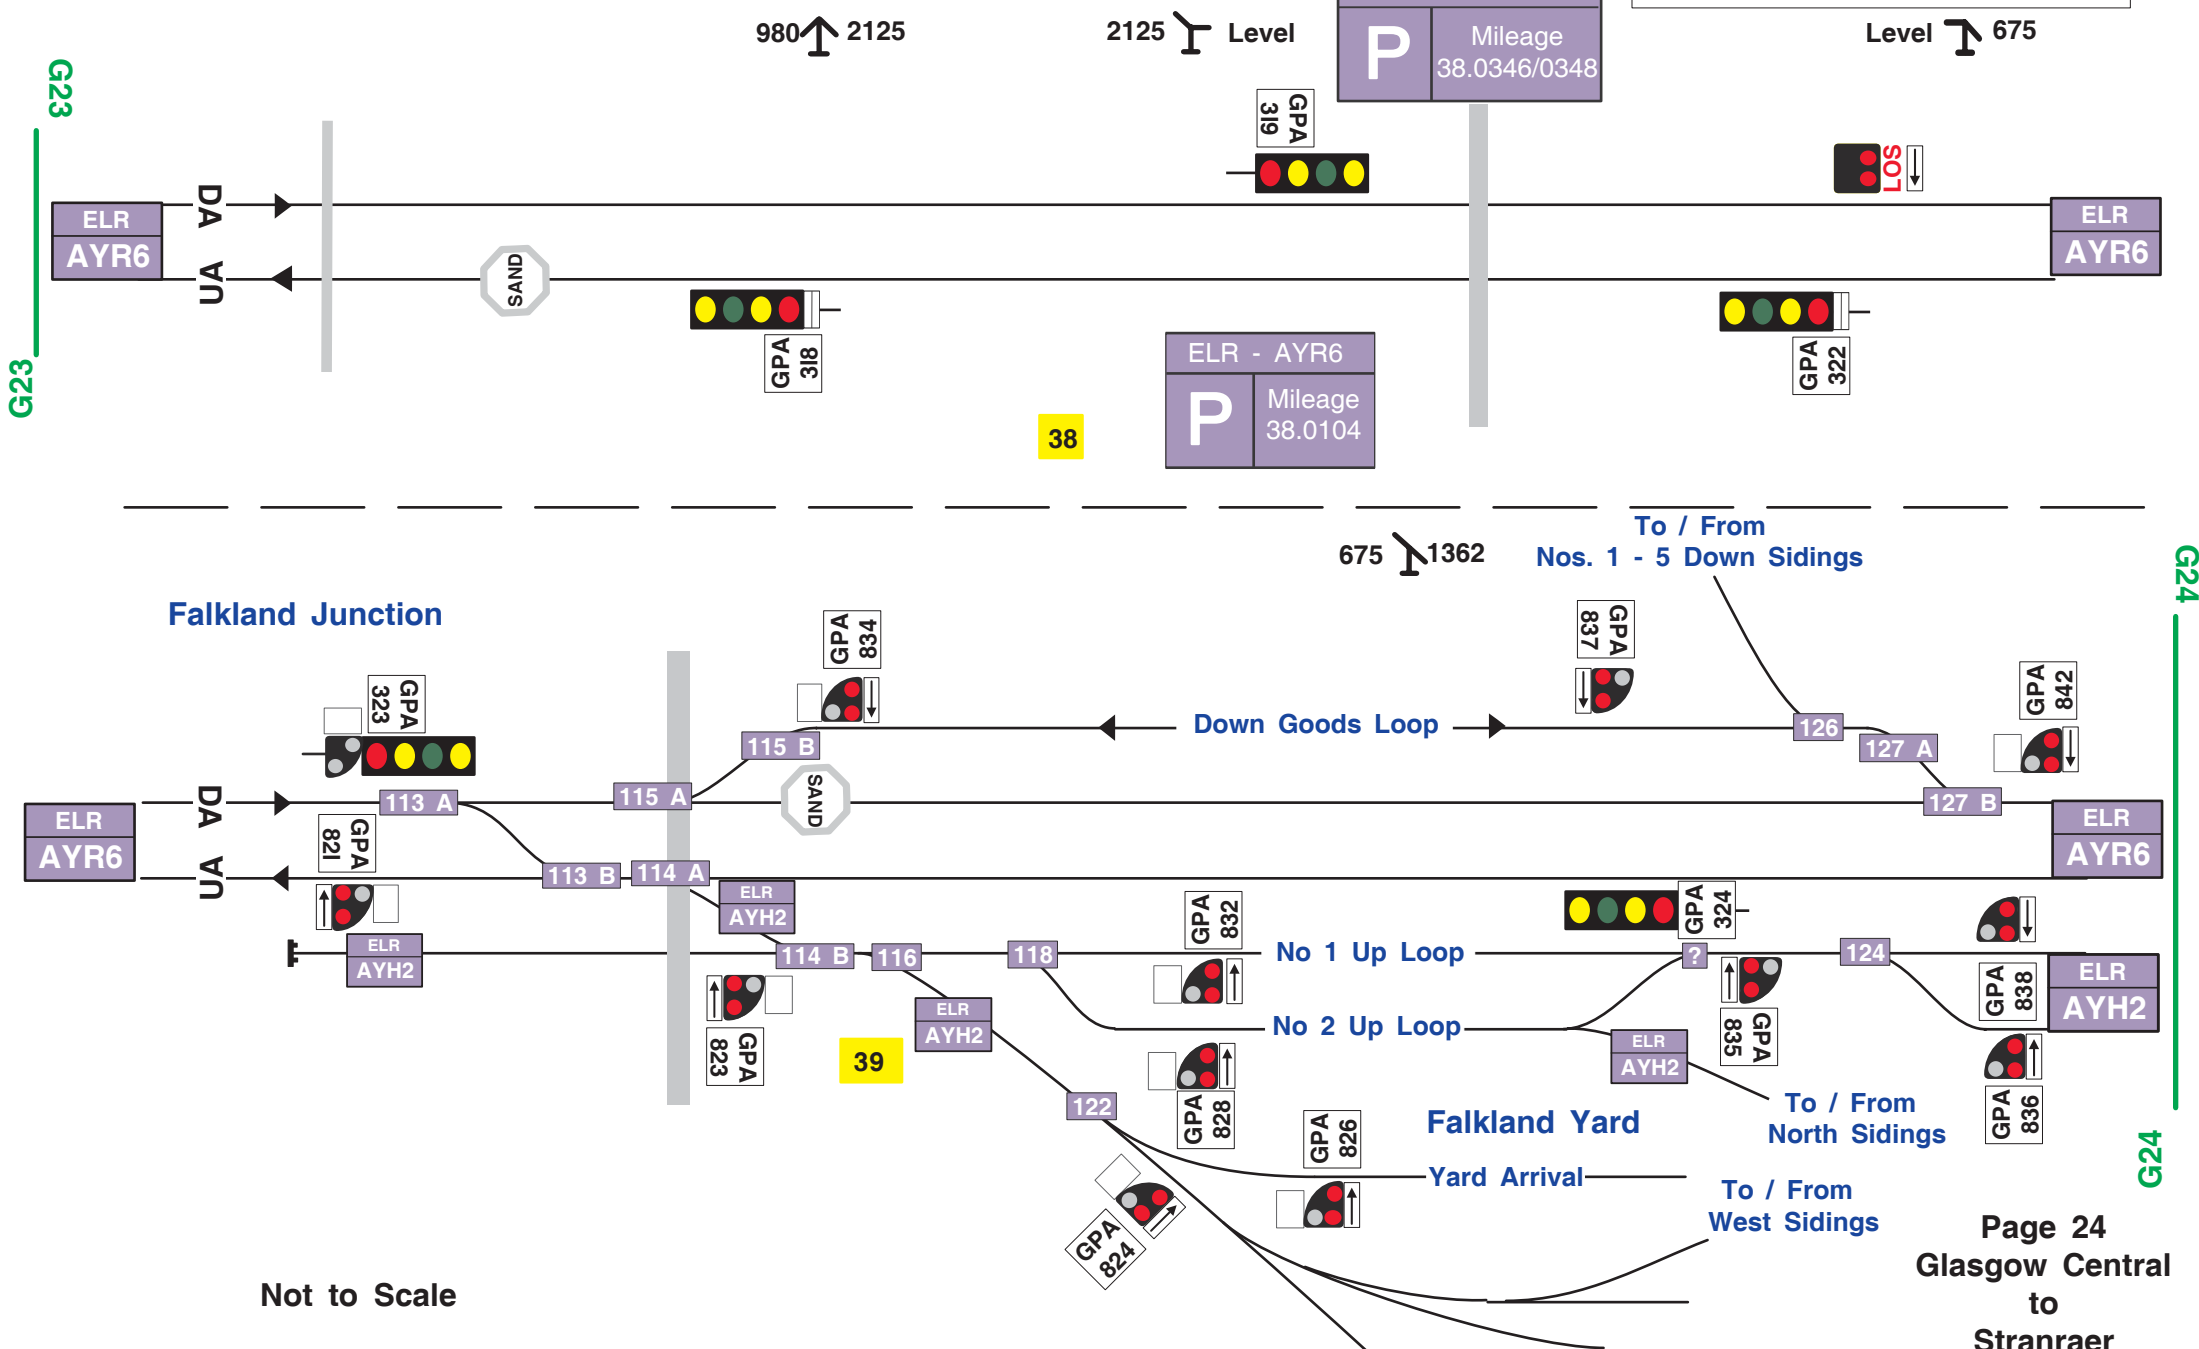 980 2125
2125 Level
P Mileage
38.0346/0348
Level 675
G23
GPA
319
LOS
ELR
AYR6
DA
UA
SAND
ELR
AYR6
GPA
318
GPA
322
G23
ELR - AYR6
P Mileage
38.0104
38
To / From
Nos. 1 - 5 Down Sidings
675 1362
G24
Falkland Junction
GPA
834
GPA
837
GPA
323
GPA
842
Down Goods Loop
126
115 B
127 A
DA
113 A
115 A
SAND
127 B
ELR
AYR6
ELR
AYR6
GPA
821
UA
113 B
114 A
ELR
AYH2
GPA
832
GPA
324
ELR
AYH2
114 B
116
118
No 1 Up Loop
?
124
ELR
AYH2
GPA
838
GPA
823
ELR
AYH2
No 2 Up Loop
ELR
AYH2
GPA
835
39
GPA
828
GPA
836
122
GPA
826
Falkland Yard
To / From
North Sidings
G24
Yard Arrival
To / From
West Sidings
GPA
824
Not to Scale
Page 24
Glasgow Central
to
Stranraer